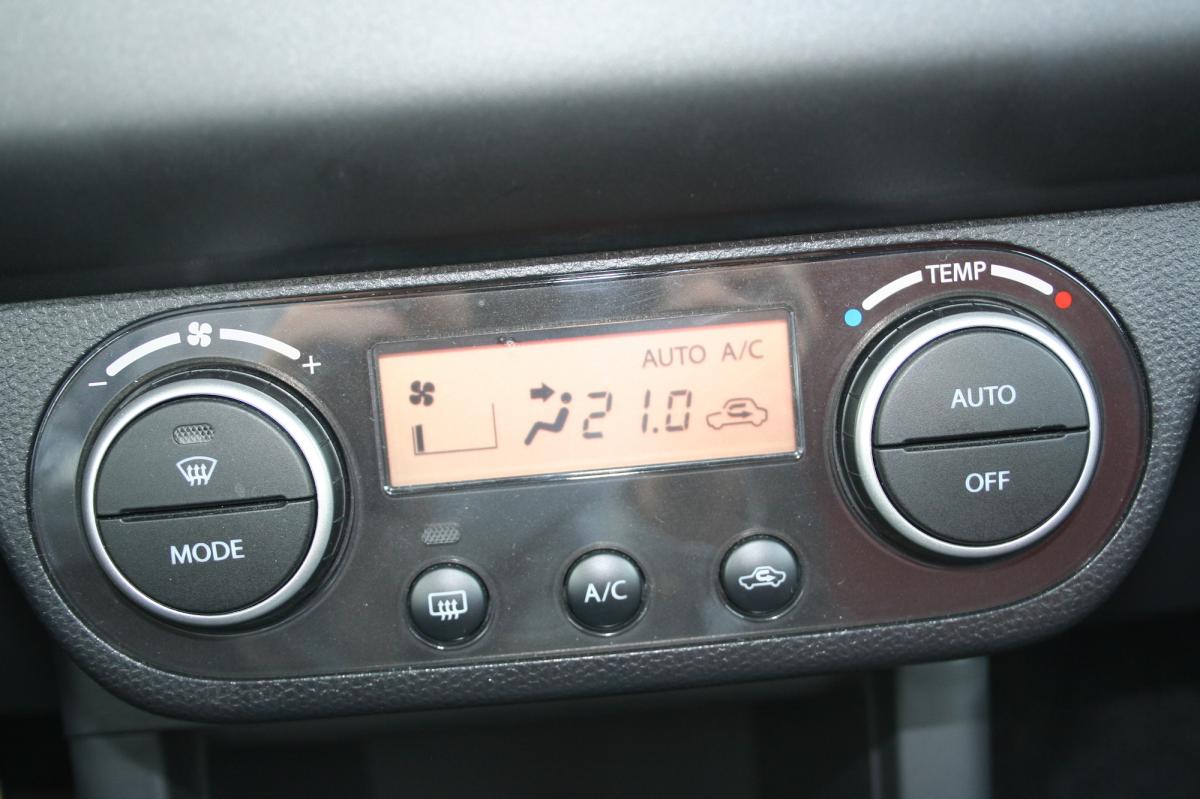 TEMP
- +
AUTO A/C
21.0
AUTO
OFF
MODE
A/C